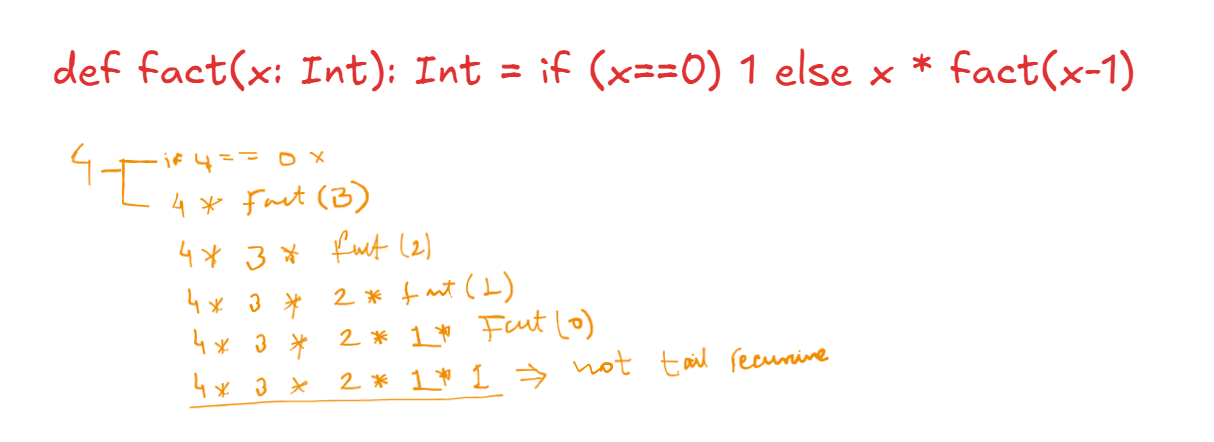 def fact(x: Int): Int = if (x==0) 1 else x * fact(x-1)
4 if 4 == 0 x
4 * Fact (3)
4 * 3 * fact (2)
4 * 3 * 2 * fact (1)
4 * 3 * 2 * 1 * Fact (0)
4 * 3 * 2 * 1 * 1 ⇒ not tail recursive